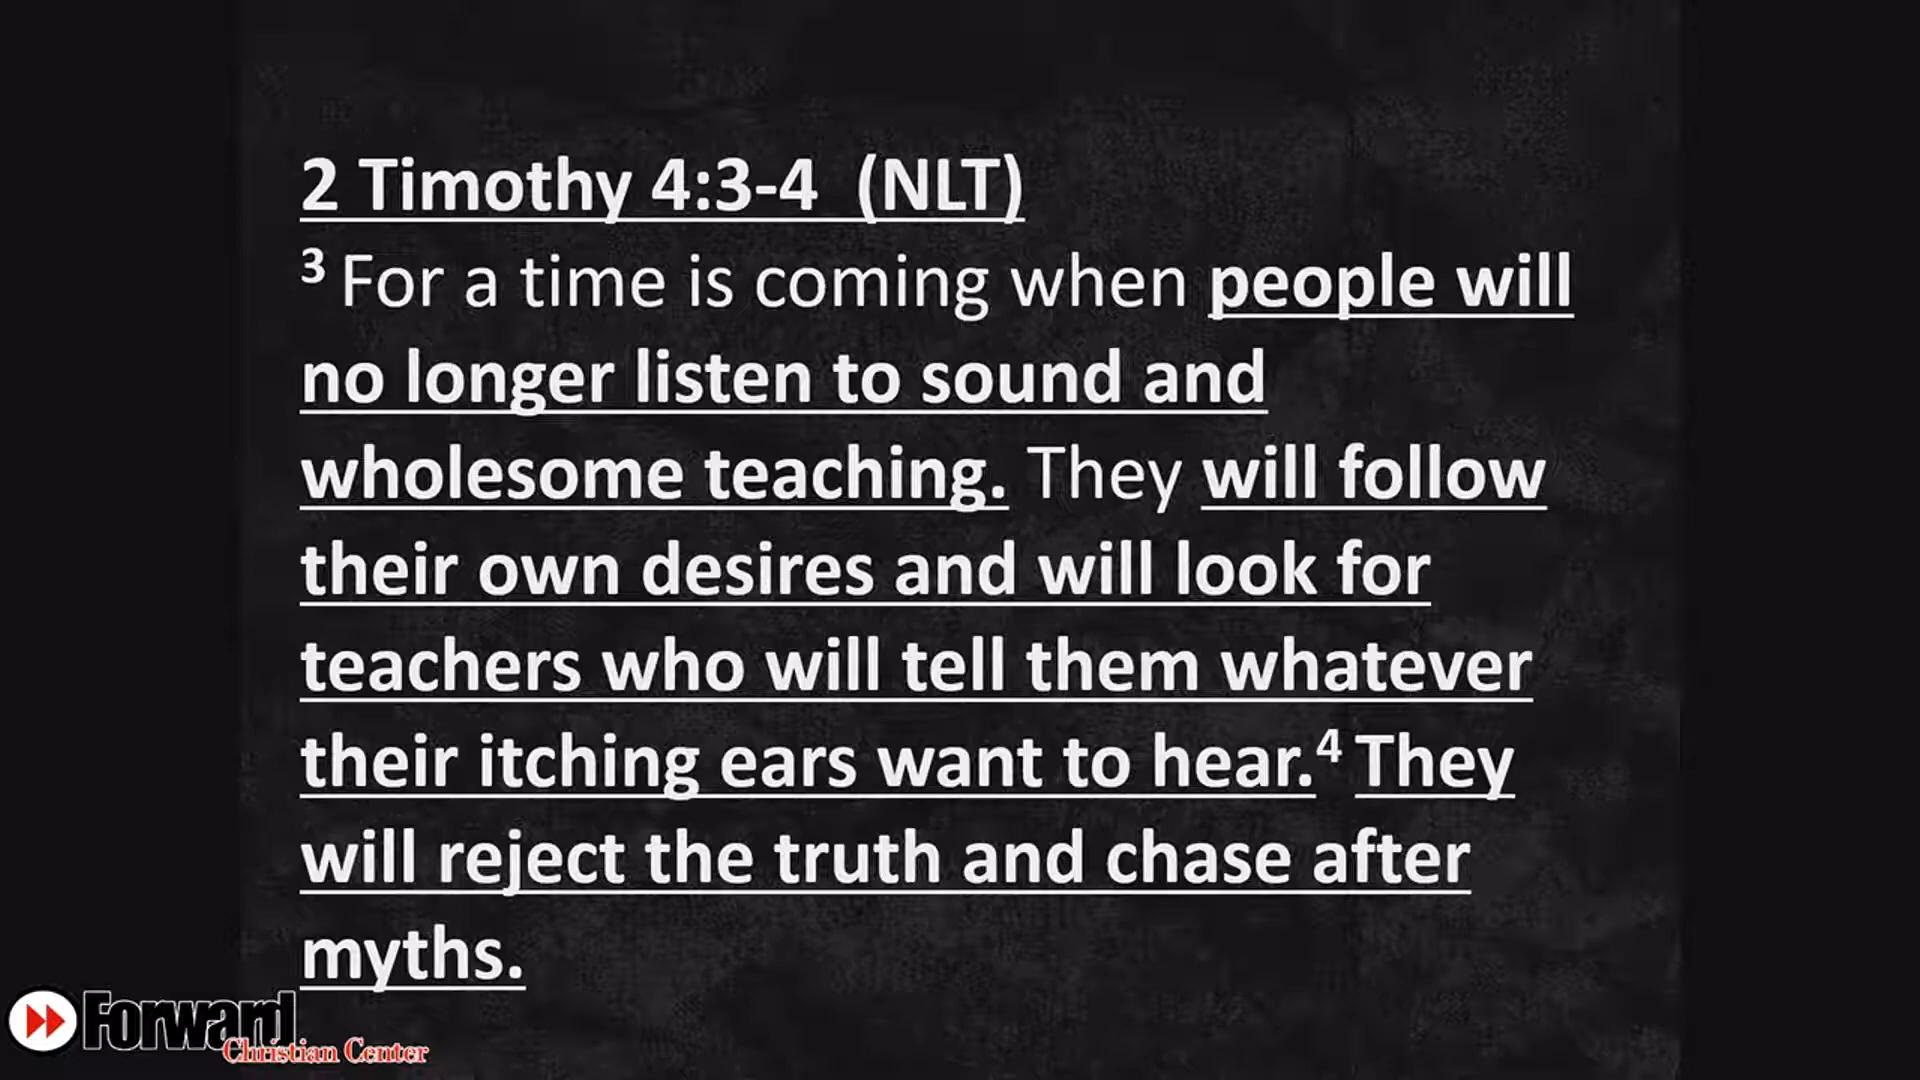 2 Timothy 4:3-4  (NLT)
³ For a time is coming when people will
no longer listen to sound and
wholesome teaching. They will follow
their own desires and will look for
teachers who will tell them whatever
their itching ears want to hear.⁴ They
will reject the truth and chase after
myths.
Forward
Christian Center